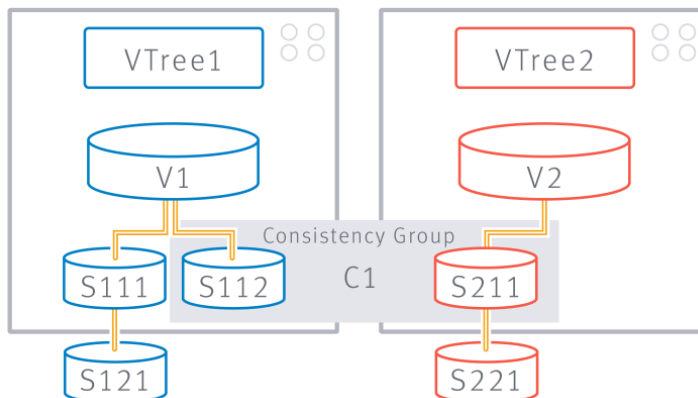 VTree1
VTree2
V1
V2
Consistency Group
S111
S112
C1
S211
S121
S221